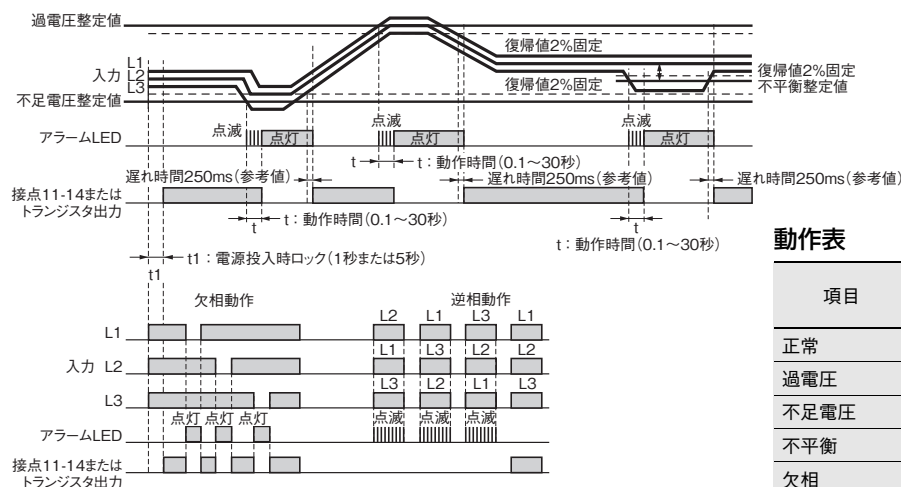 過電圧整定値
復帰値2%固定
L1
入力 L2
L3
復帰値2%固定
復帰値2%固定
不平衡整定値
不足電圧整定値
点滅
点滅
点滅
アラームLED
点灯
点灯
点灯
t
t：動作時間（0.1～30秒）
遅れ時間250ms（参考値）
遅れ時間250ms（参考値）
遅れ時間250ms（参考値）
接点11-14または
トランジスタ出力
t
t：動作時間（0.1～30秒）
t
t：動作時間（0.1～30秒）
t1
t1：電源投入時ロック（1秒または5秒）
欠相動作
逆相動作
L2 L1 L3 L1
L1
L1 L3 L2 L2
入力 L2
L3 L2 L1 L3
L3
点灯 点灯 点灯
点滅 点滅 点滅
アラームLED
接点11-14または
トランジスタ出力
動作表
項目
正常
過電圧
不足電圧
不平衡
欠相